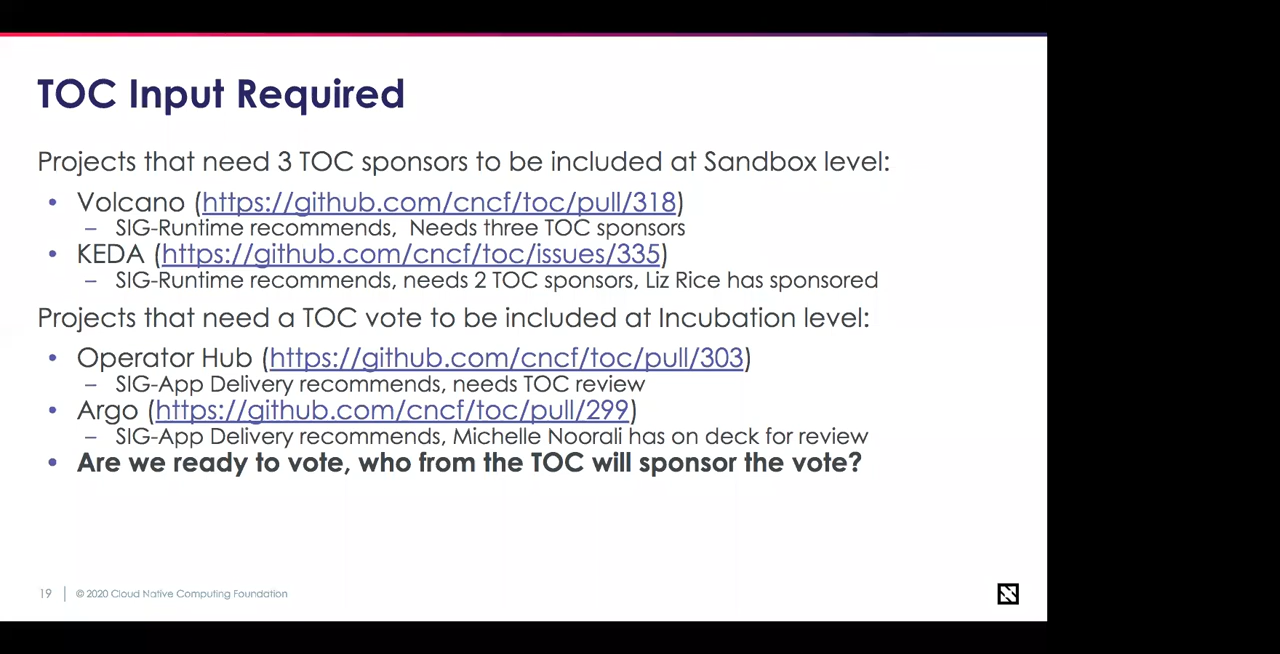 TOC Input Required
Projects that need 3 TOC sponsors to be included at Sandbox level:
• Volcano (https://github.com/cncf/toc/pull/318)
– SIG-Runtime recommends, Needs three TOC sponsors
• KEDA (https://github.com/cncf/toc/issues/335)
– SIG-Runtime recommends, needs 2 TOC sponsors, Liz Rice has sponsored
Projects that need a TOC vote to be included at Incubation level:
• Operator Hub (https://github.com/cncf/toc/pull/303)
– SIG-App Delivery recommends, needs TOC review
• Argo (https://github.com/cncf/toc/pull/299)
– SIG-App Delivery recommends, Michelle Noorali has on deck for review
• Are we ready to vote, who from the TOC will sponsor the vote?
19 | © 2020 Cloud Native Computing Foundation